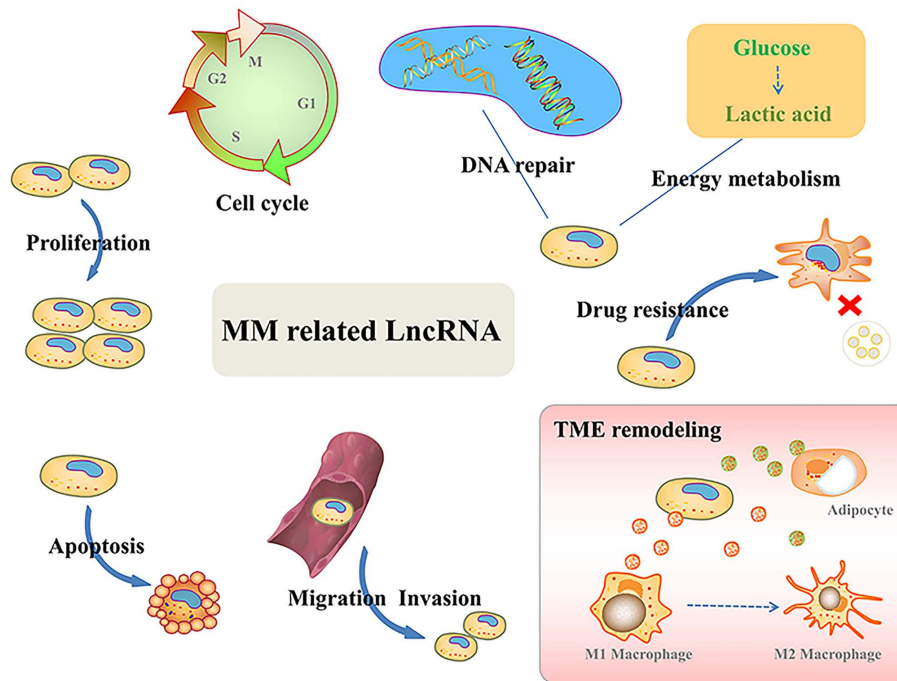 M
G2
G1
S
Cell cycle
DNA repair
Glucose
Lactic acid
Energy metabolism
Proliferation
MM related LncRNA
Drug resistance
Apoptosis
Migration Invasion
TME remodeling
Adipocyte
M1 Macrophage
M2 Macrophage